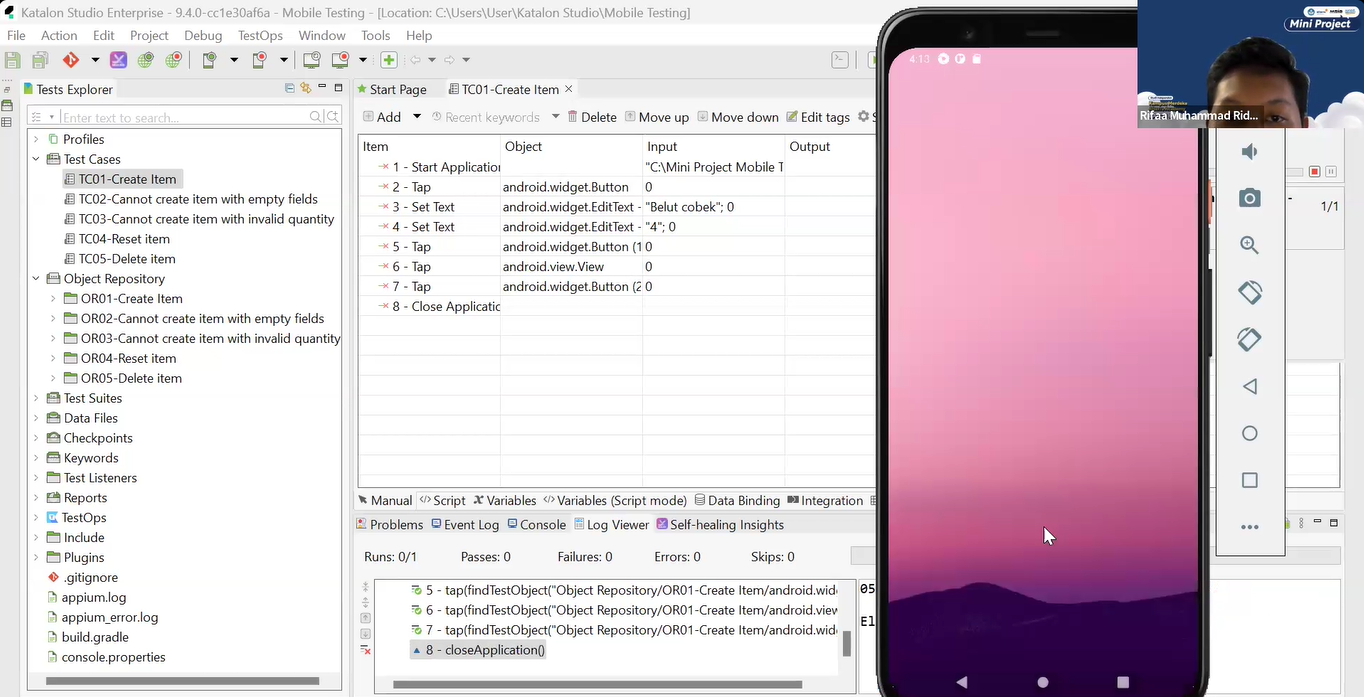 Katalon Studio Enterprise - 9.4.0-cc1e30af6a - Mobile Testing - [Location: C:\Users\User\Katalon Studio\Mobile Testing]
File Action Edit Project Debug TestOps Window Tools Help
Tests Explorer
Enter text to search...
Profiles
Test Cases
TC01-Create Item
TC02-Cannot create item with empty fields
TC03-Cannot create item with invalid quantity
TC04-Reset item
TC05-Delete item
Object Repository
OR01-Create Item
OR02-Cannot create item with empty fields
OR03-Cannot create item with invalid quantity
OR04-Reset item
OR05-Delete item
Test Suites
Data Files
Checkpoints
Keywords
Test Listeners
Reports
TestOps
Include
Plugins
.gitignore
appium.log
appium_error.log
build.gradle
console.properties
Start Page TC01-Create Item
Add Recent keywords Delete Move up Move down Edit tags S
Item Object Input Output
1 - Start Application "C:\Mini Project Mobile T
2 - Tap android.widget.Button 0
3 - Set Text android.widget.EditText - "Belut cobek"; 0
4 - Set Text android.widget.EditText - "4"; 0
5 - Tap android.widget.Button (1 0
6 - Tap android.view.View 0
7 - Tap android.widget.Button (2 0
8 - Close Applicatio
Manual Script Variables Variables (Script mode) Data Binding Integration
Problems Event Log Console Log Viewer Self-healing Insights
Runs: 0/1 Passes: 0 Failures: 0 Errors: 0 Skips: 0
5 - tap(findTestObject("Object Repository/OR01-Create Item/android.wid
6 - tap(findTestObject("Object Repository/OR01-Create Item/android.view
7 - tap(findTestObject("Object Repository/OR01-Create Item/android.wid
8 - closeApplication()
05
El
4:13
Mini Project
Rifaa Muhammad Rid...
1/1